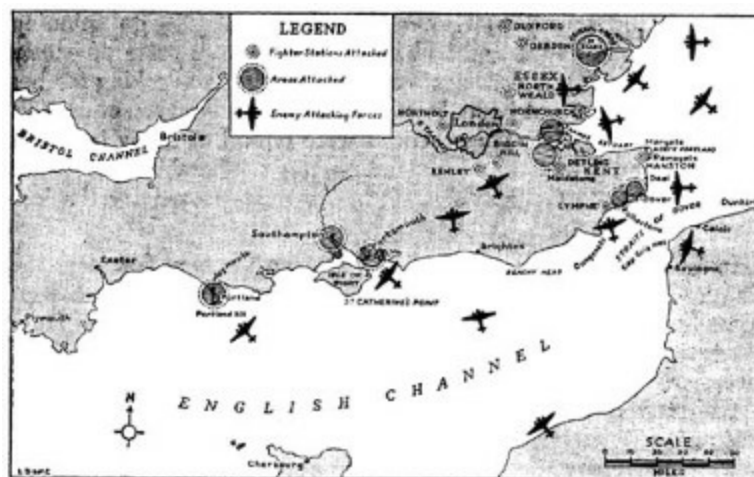 LEGEND
Fighter Stations Attacked
Areas Attacked
Enemy Attacking Forces
DUXFORD
DEBDEN
ESSEX
NORTH WEALD
HORNCHURCH
NORTHOLT
London
BRISTOL CHANNEL
Bristol
BIGGIN HILL
KENLEY
DETLING
KENT
Maidstone
Margate
Ramsgate
MANSTON
Deal
Dover
LYMPNE
STRAITS OF DOVER
Calais
Boulogne
Southampton
Portsmouth
Brighton
BEACHY HEAD
Dungeness
ISLE OF WIGHT
ST CATHERINE'S POINT
Exeter
Weymouth
Portland
Portland Bill
Plymouth
ENGLISH CHANNEL
N
Cherbourg
SCALE
MILES